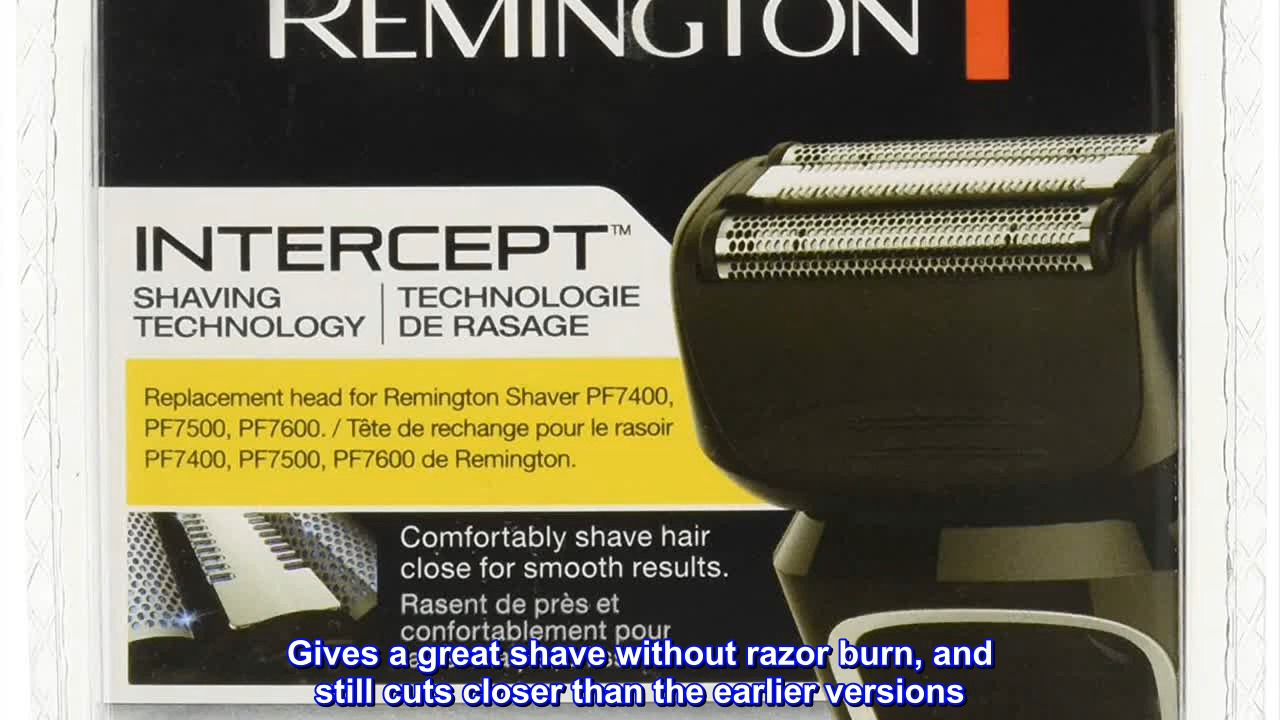 REMINGTON
INTERCEPT™
SHAVING
TECHNOLOGY
TECHNOLOGIE
DE RASAGE
Replacement head for Remington Shaver PF7400,
PF7500, PF7600. / Tête de rechange pour le rasoir
PF7400, PF7500, PF7600 de Remington.
Comfortably shave hair
close for smooth results.
Rasent de près et
confortablement pour
Gives a great shave without razor burn, and
still cuts closer than the earlier versions